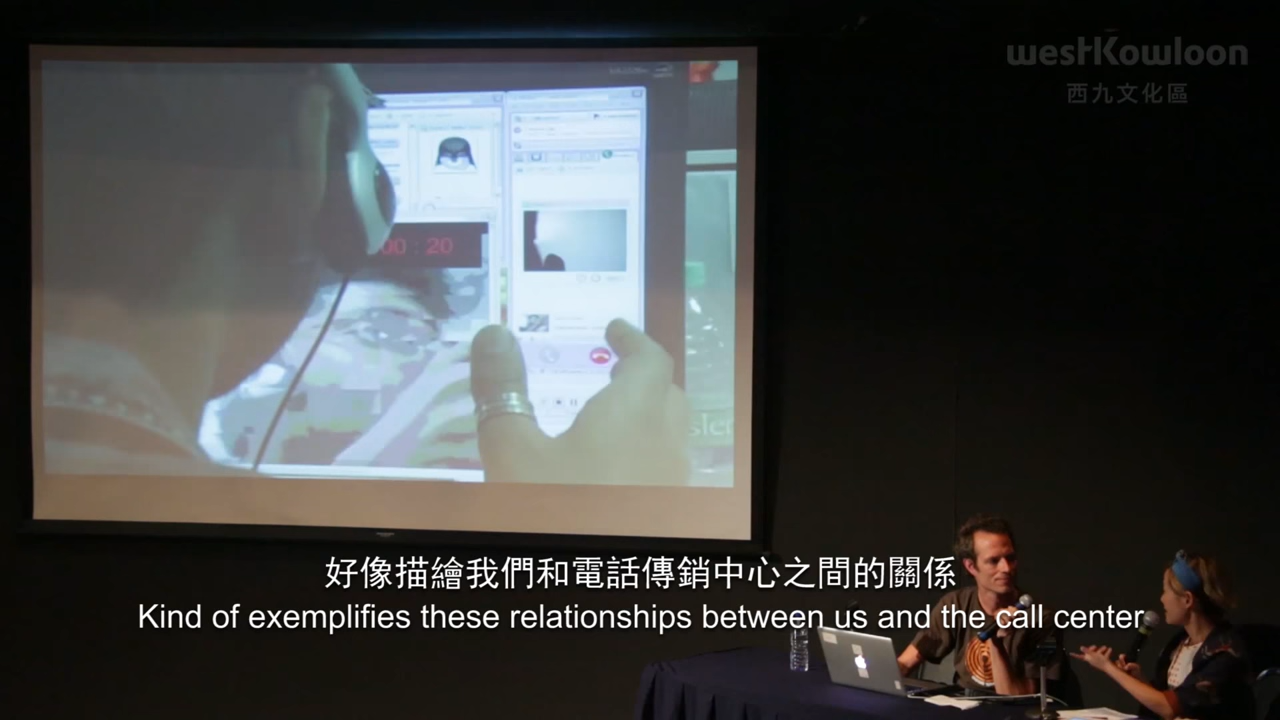 westKowloon
西九文化區
00 : 20
好像描繪我們和電話傳銷中心之間的關係
Kind of exemplifies these relationships between us and the call center